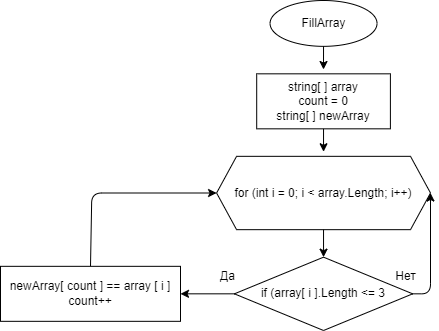 FillArray
string[ ] array
count = 0
string[ ] newArray
for (int i = 0; i < array.Length; i++)
Да
Нет
if (array[ i ].Length <= 3
newArray[ count ] == array [ i ]
count++